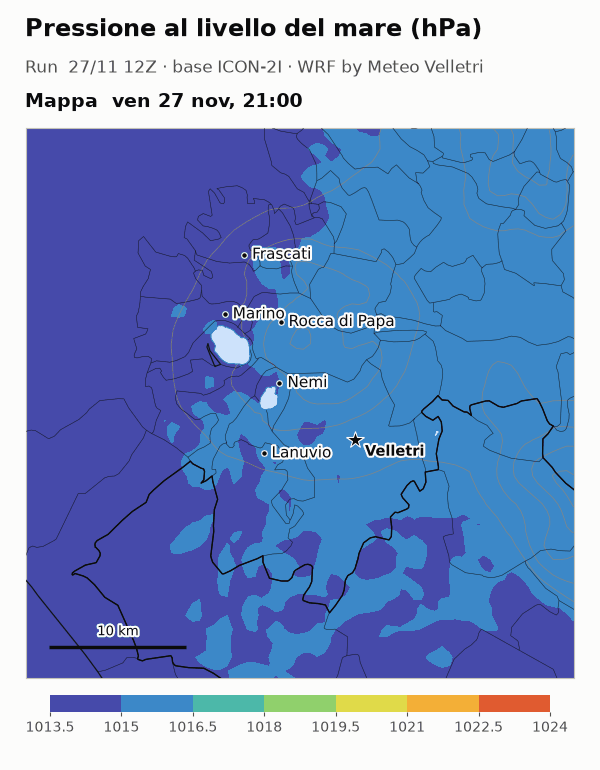 Pressione al livello del mare (hPa)
Run  27/11 12Z · base ICON-2I · WRF by Meteo Velletri
Mappa  ven 27 nov, 21:00
Frascati
Marino
Rocca di Papa
Nemi
Velletri
Lanuvio
10 km
1013.5 1015 1016.5 1018 1019.5 1021 1022.5 1024